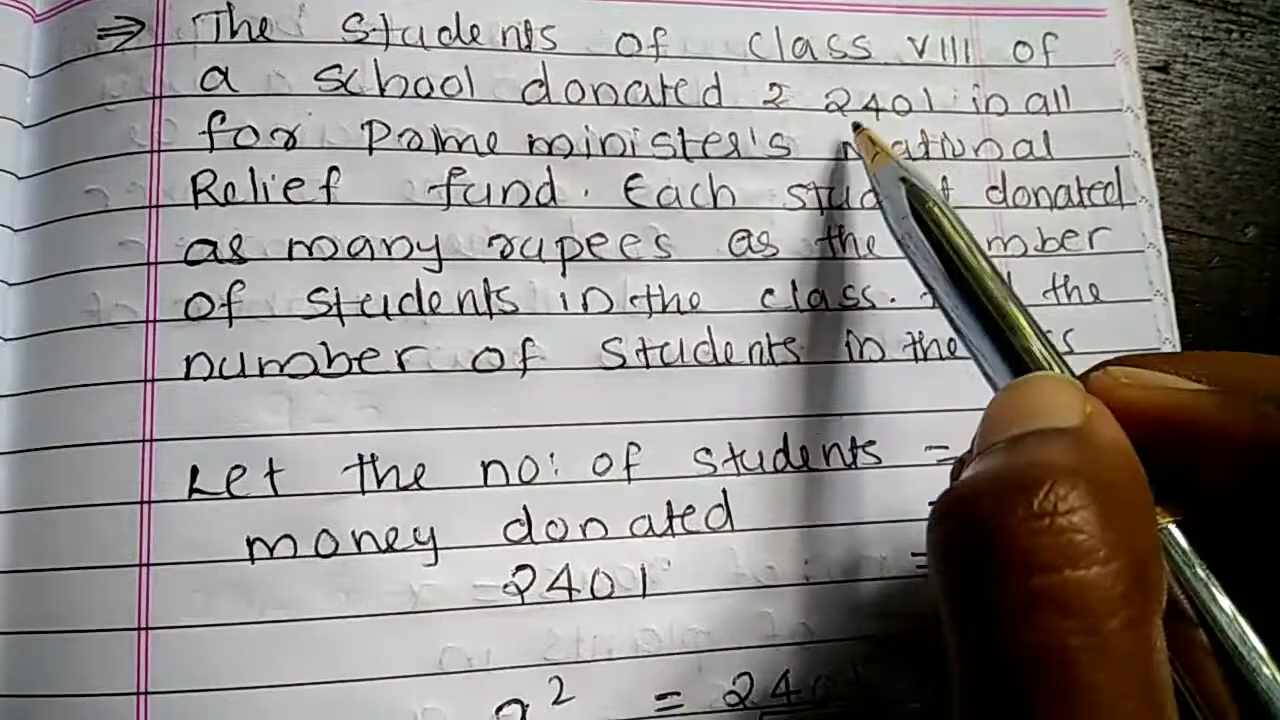 ⇒ The students of class VIII of
a school donated ₹ 2401 in all
for Prime minister's national
Relief fund. Each donated
as many rupees as the
of students in the class. the
number of students in the
Let the no: of students =
money donated =
2401 =
2 =